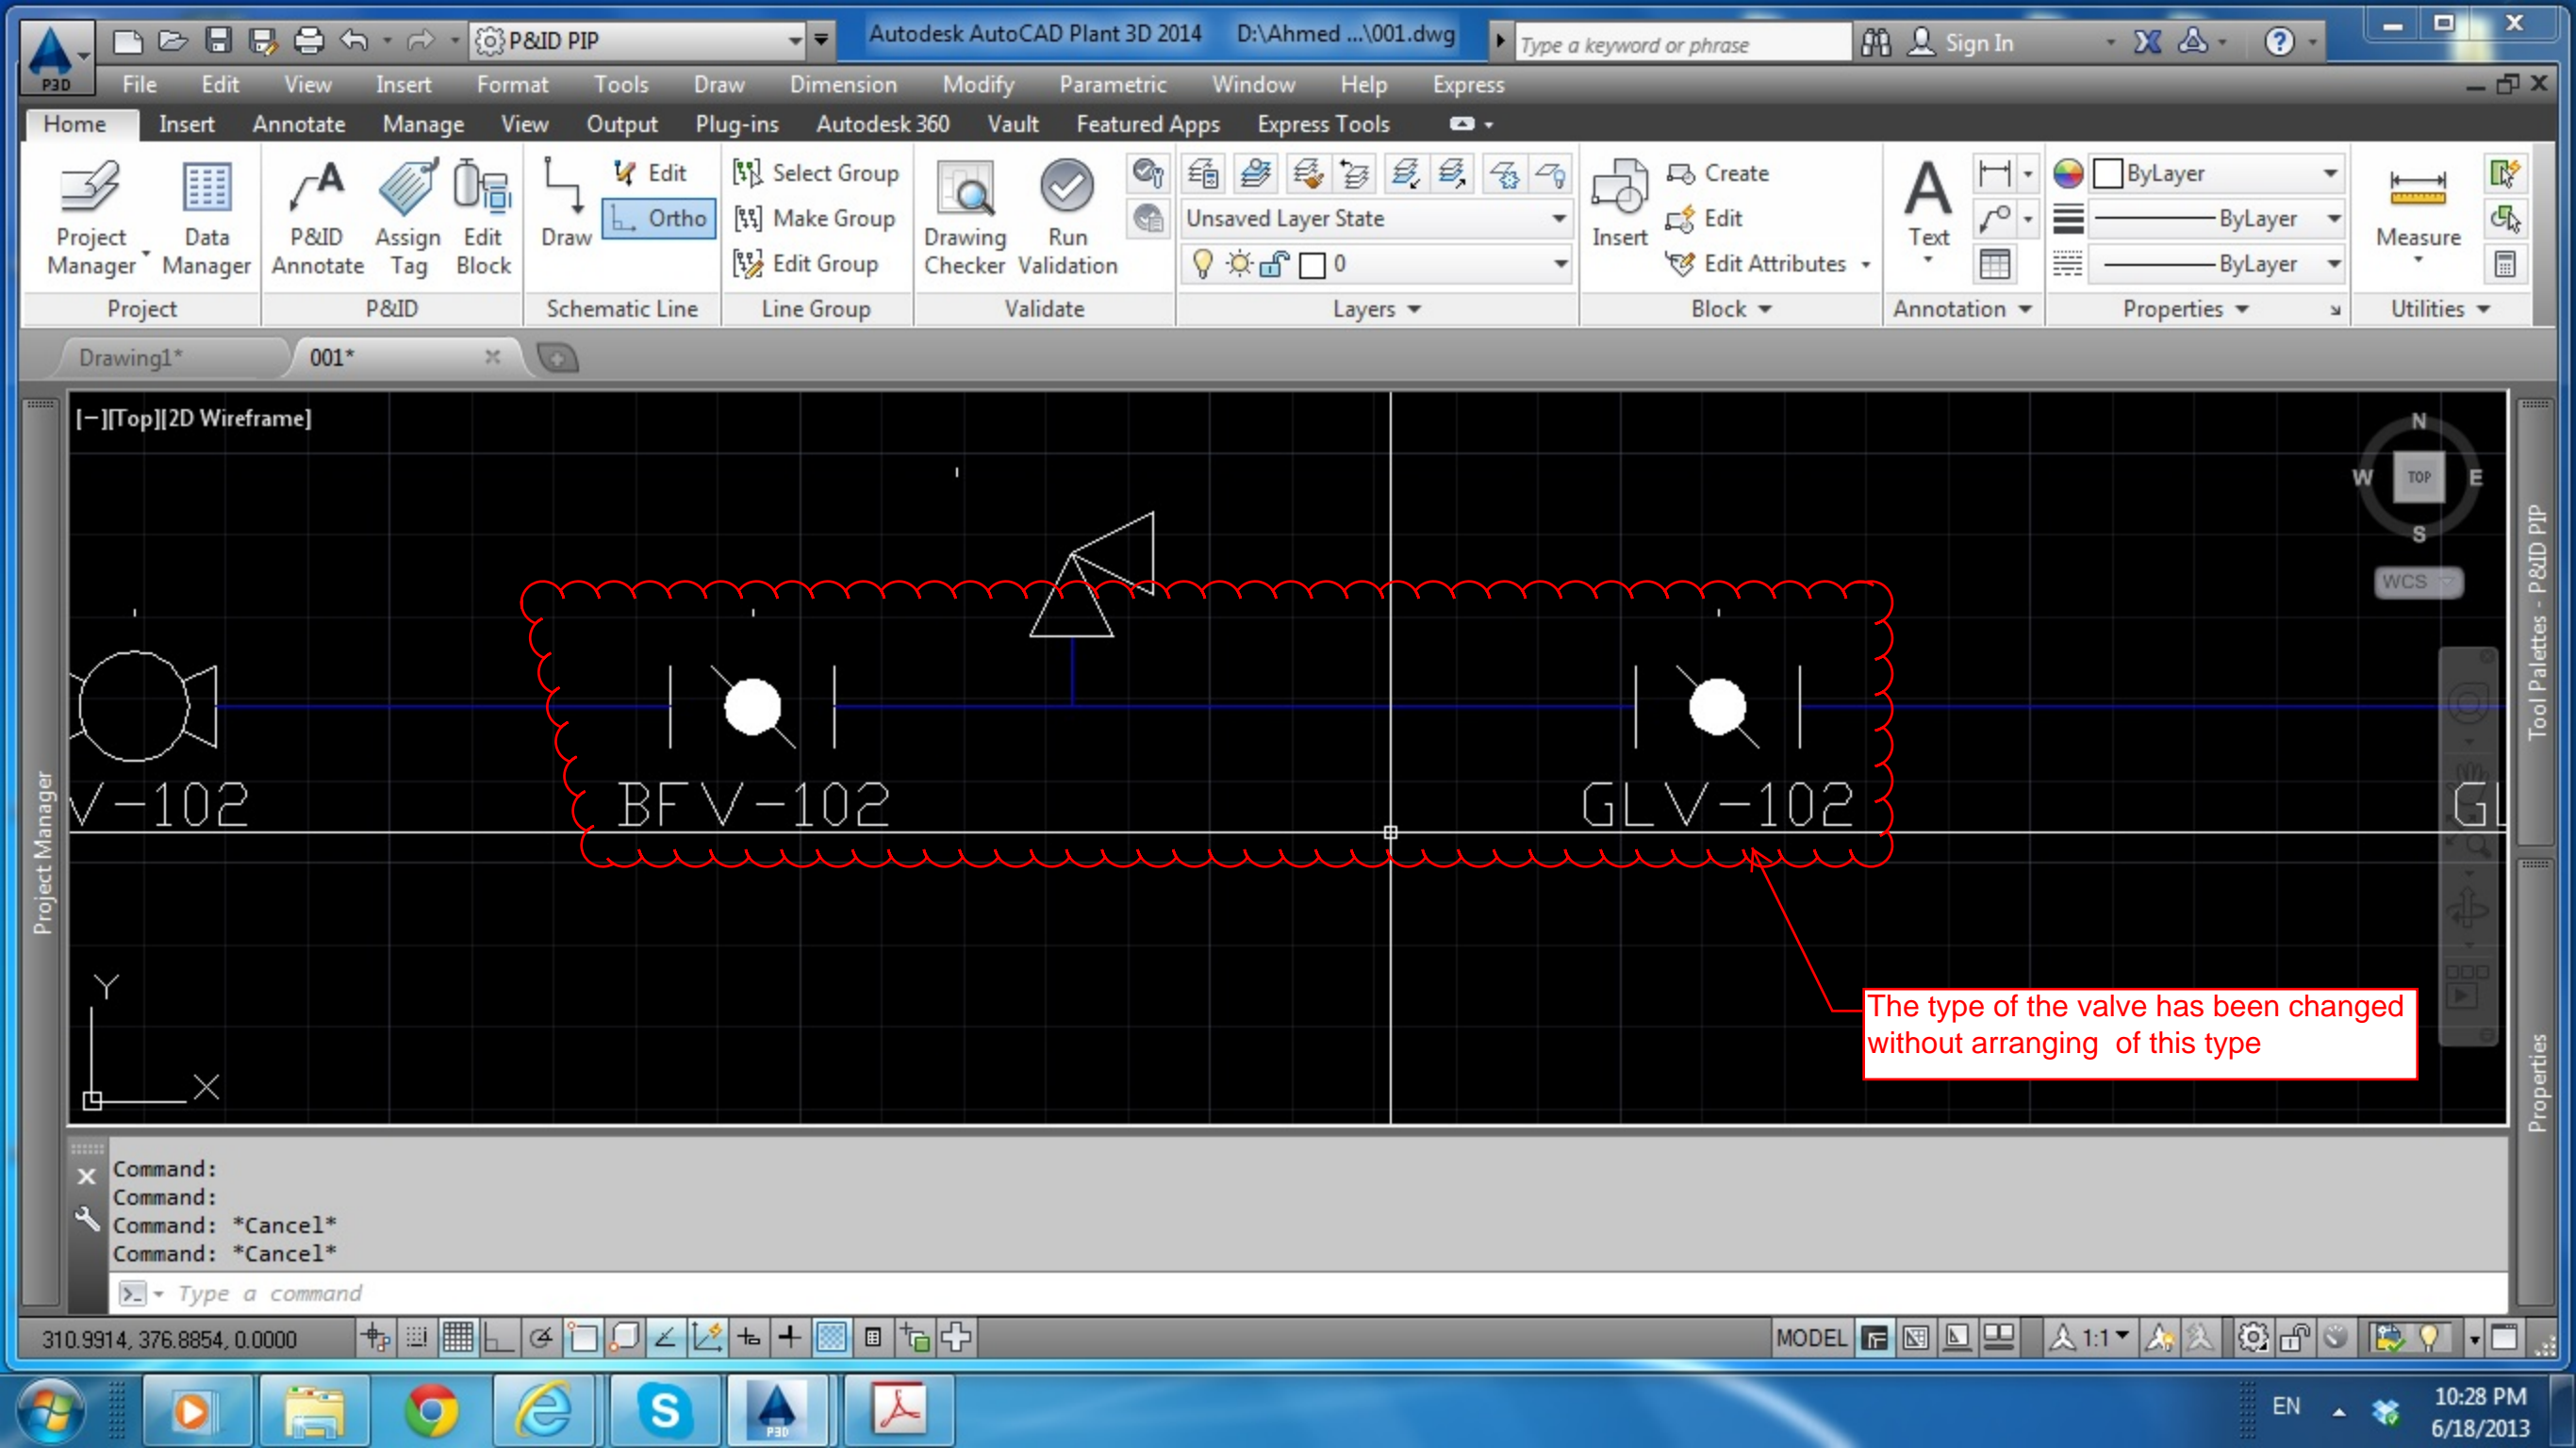 P&ID PIP
Autodesk AutoCAD Plant 3D 2014 D:\Ahmed ...\001.dwg
Type a keyword or phrase
Sign In
P3D
File Edit View Insert Format Tools Draw Dimension Modify Parametric Window Help Express
Home Insert Annotate Manage View Output Plug-ins Autodesk 360 Vault Featured Apps Express Tools
Project Manager
Data Manager
P&ID Annotate
Assign Tag
Edit Block
Draw
Edit
Ortho
Select Group
Make Group
Edit Group
Drawing Checker
Run Validation
Unsaved Layer State
0
Insert
Create
Edit
Edit Attributes
Text
ByLayer
ByLayer
ByLayer
Measure
Project P&ID Schematic Line Line Group Validate Layers Block Annotation Properties Utilities
Drawing1* 001*
[−][Top][2D Wireframe]
N
W TOP E
S
WCS
Tool Palettes - P&ID PIP
Project Manager
V-102 BFV-102 GLV-102 GL
The type of the valve has been changed
without arranging of this type
Y
X
Properties
Command:
Command:
Command: *Cancel*
Command: *Cancel*
Type a command
310.9914, 376.8854, 0.0000
MODEL
1:1
P3D
EN
10:28 PM
6/18/2013